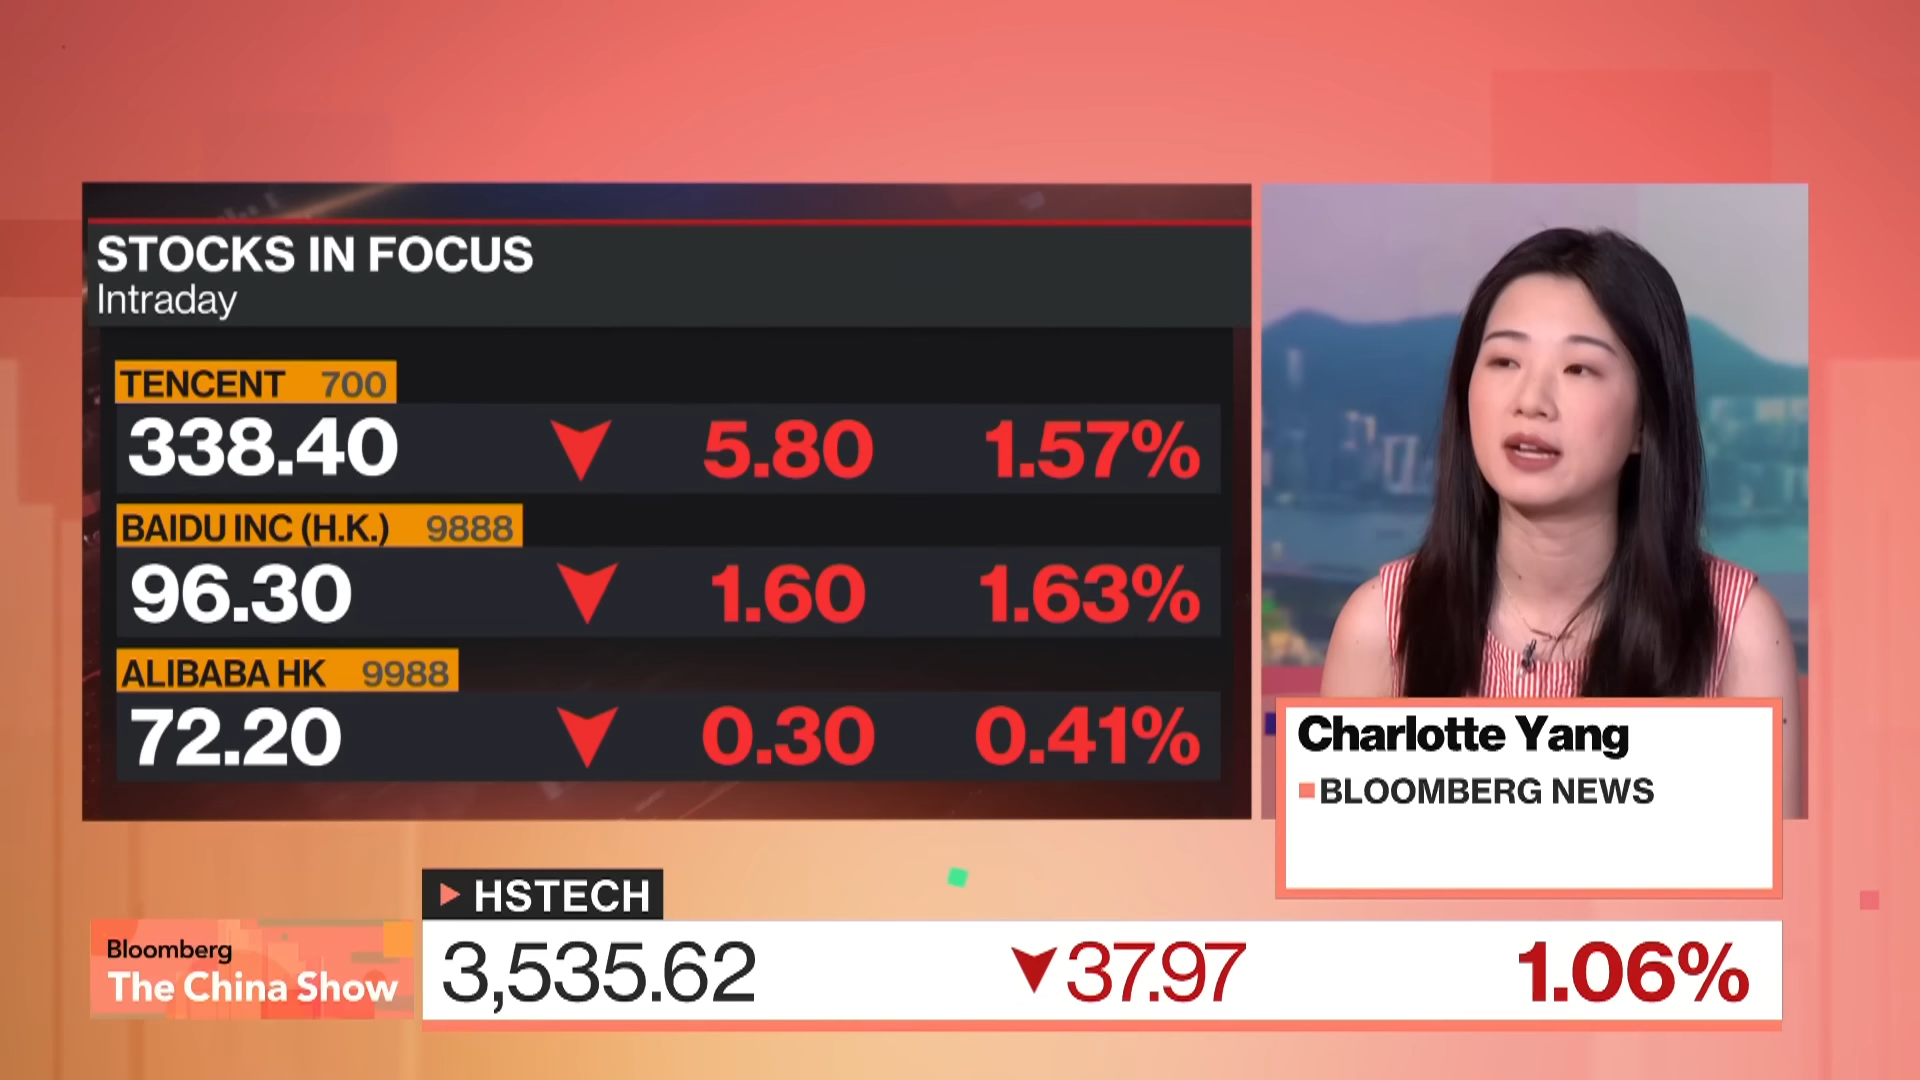 STOCKS IN FOCUS
Intraday
TENCENT 700
338.40 5.80 1.57%
BAIDU INC (H.K.) 9888
96.30 1.60 1.63%
ALIBABA HK 9988
72.20 0.30 0.41%
Charlotte Yang
BLOOMBERG NEWS
HSTECH
3,535.62 37.97 1.06%
Bloomberg
The China Show